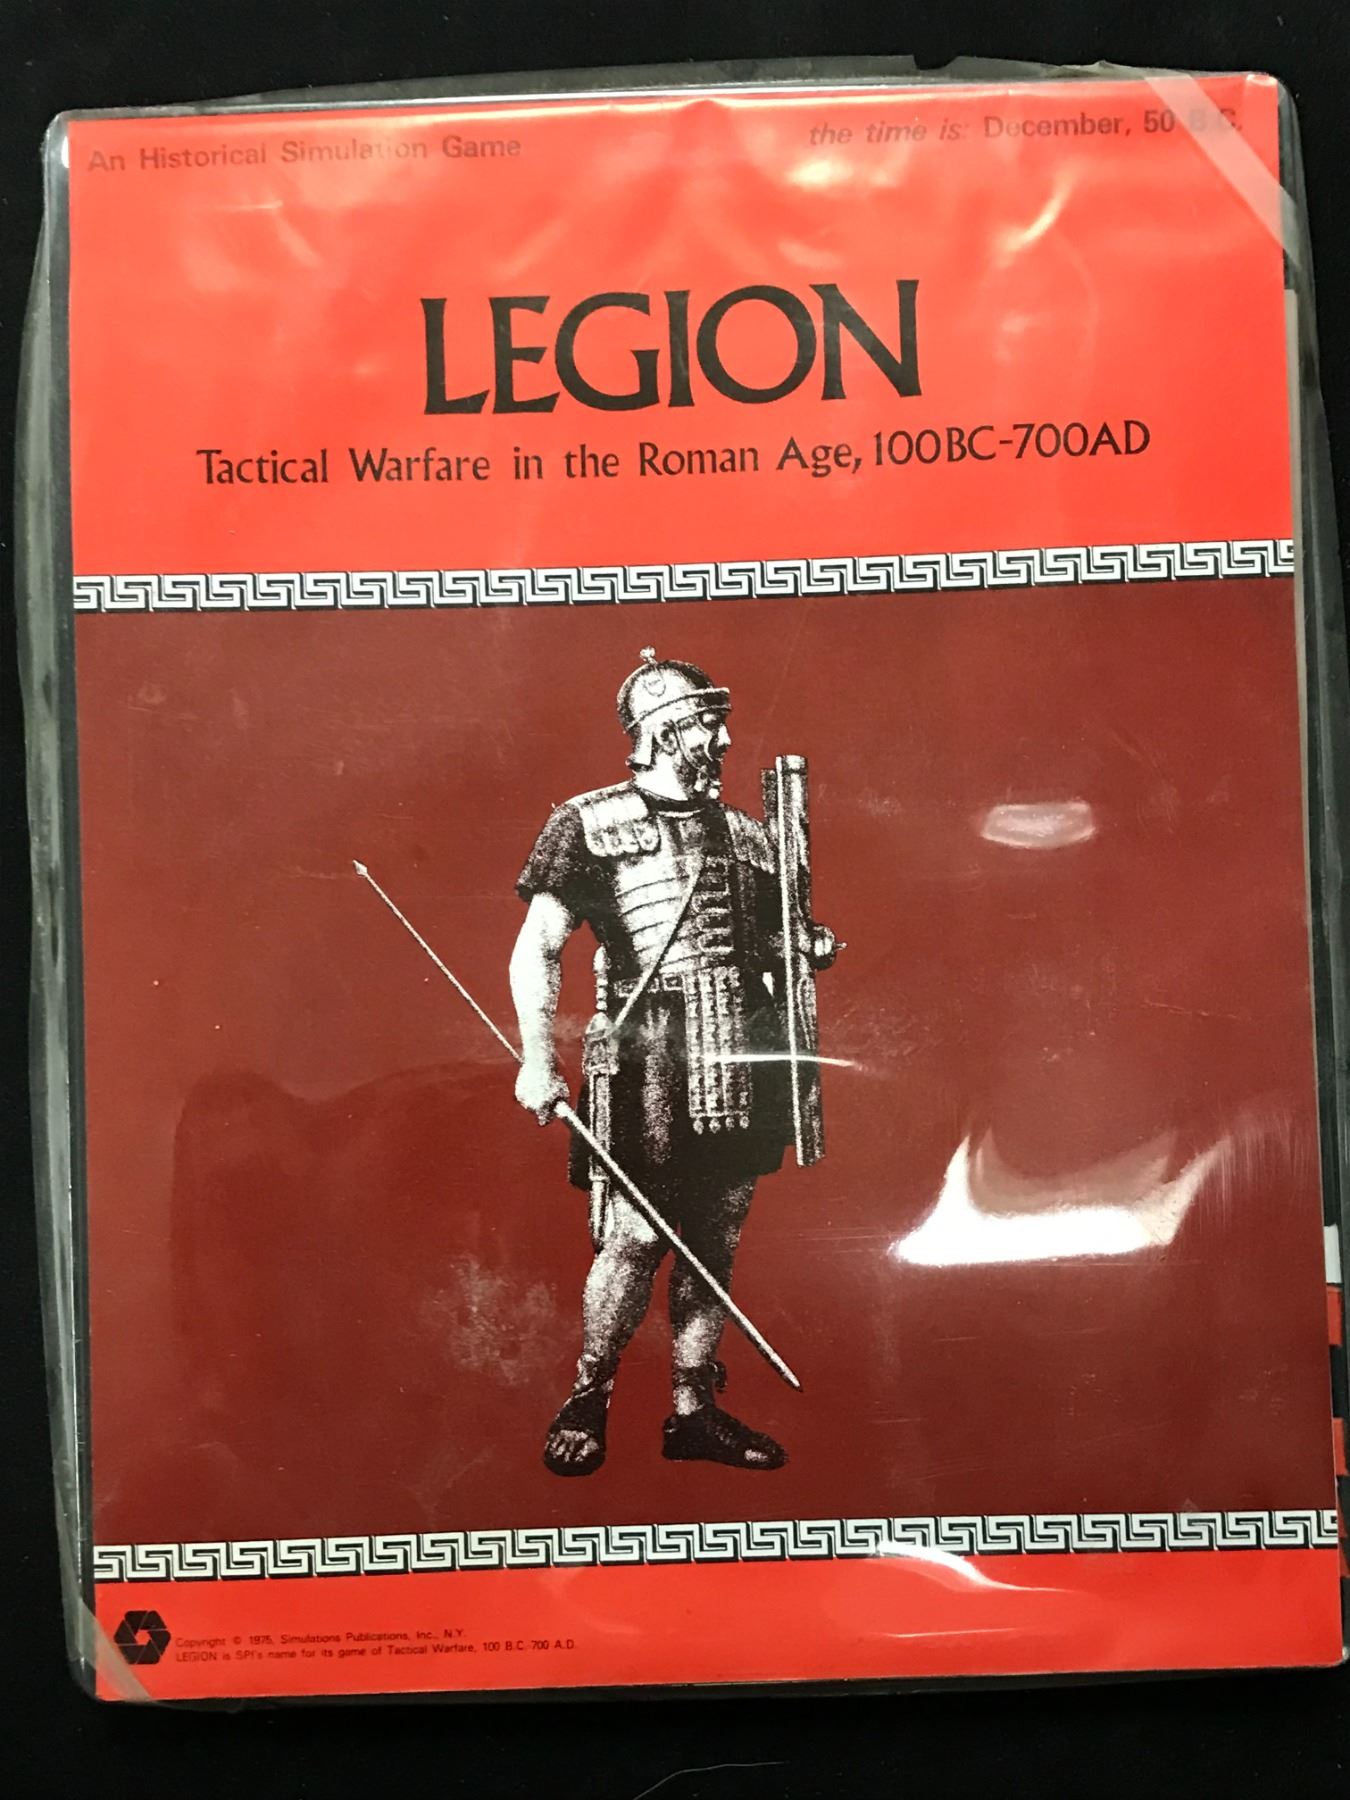 An Historical Simulation Game
the time is: December, 50 B.C.
LEGION
Tactical Warfare in the Roman Age, 100BC-700AD
Copyright © 1975, Simulations Publications, Inc., N.Y.
LEGION is SPI's name for its game of Tactical Warfare, 100 B.C.-700 A.D.